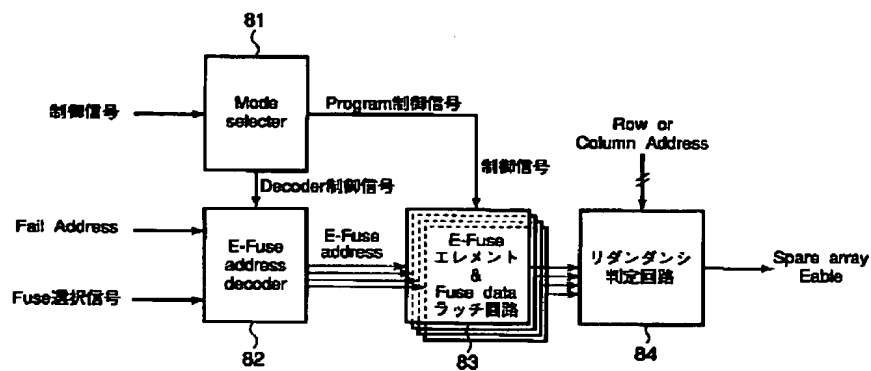 81
Mode
selecter
制御信号
Program制御信号
Row or
Column Address
Decoder制御信号
制御信号
Fail Address
E-Fuse
address
decoder
E-Fuse
address
E-Fuse
エレメント
&
Fuse data
ラッチ回路
リダンダンシ
判定回路
Spare array
Eable
Fuse選択信号
82
83
84